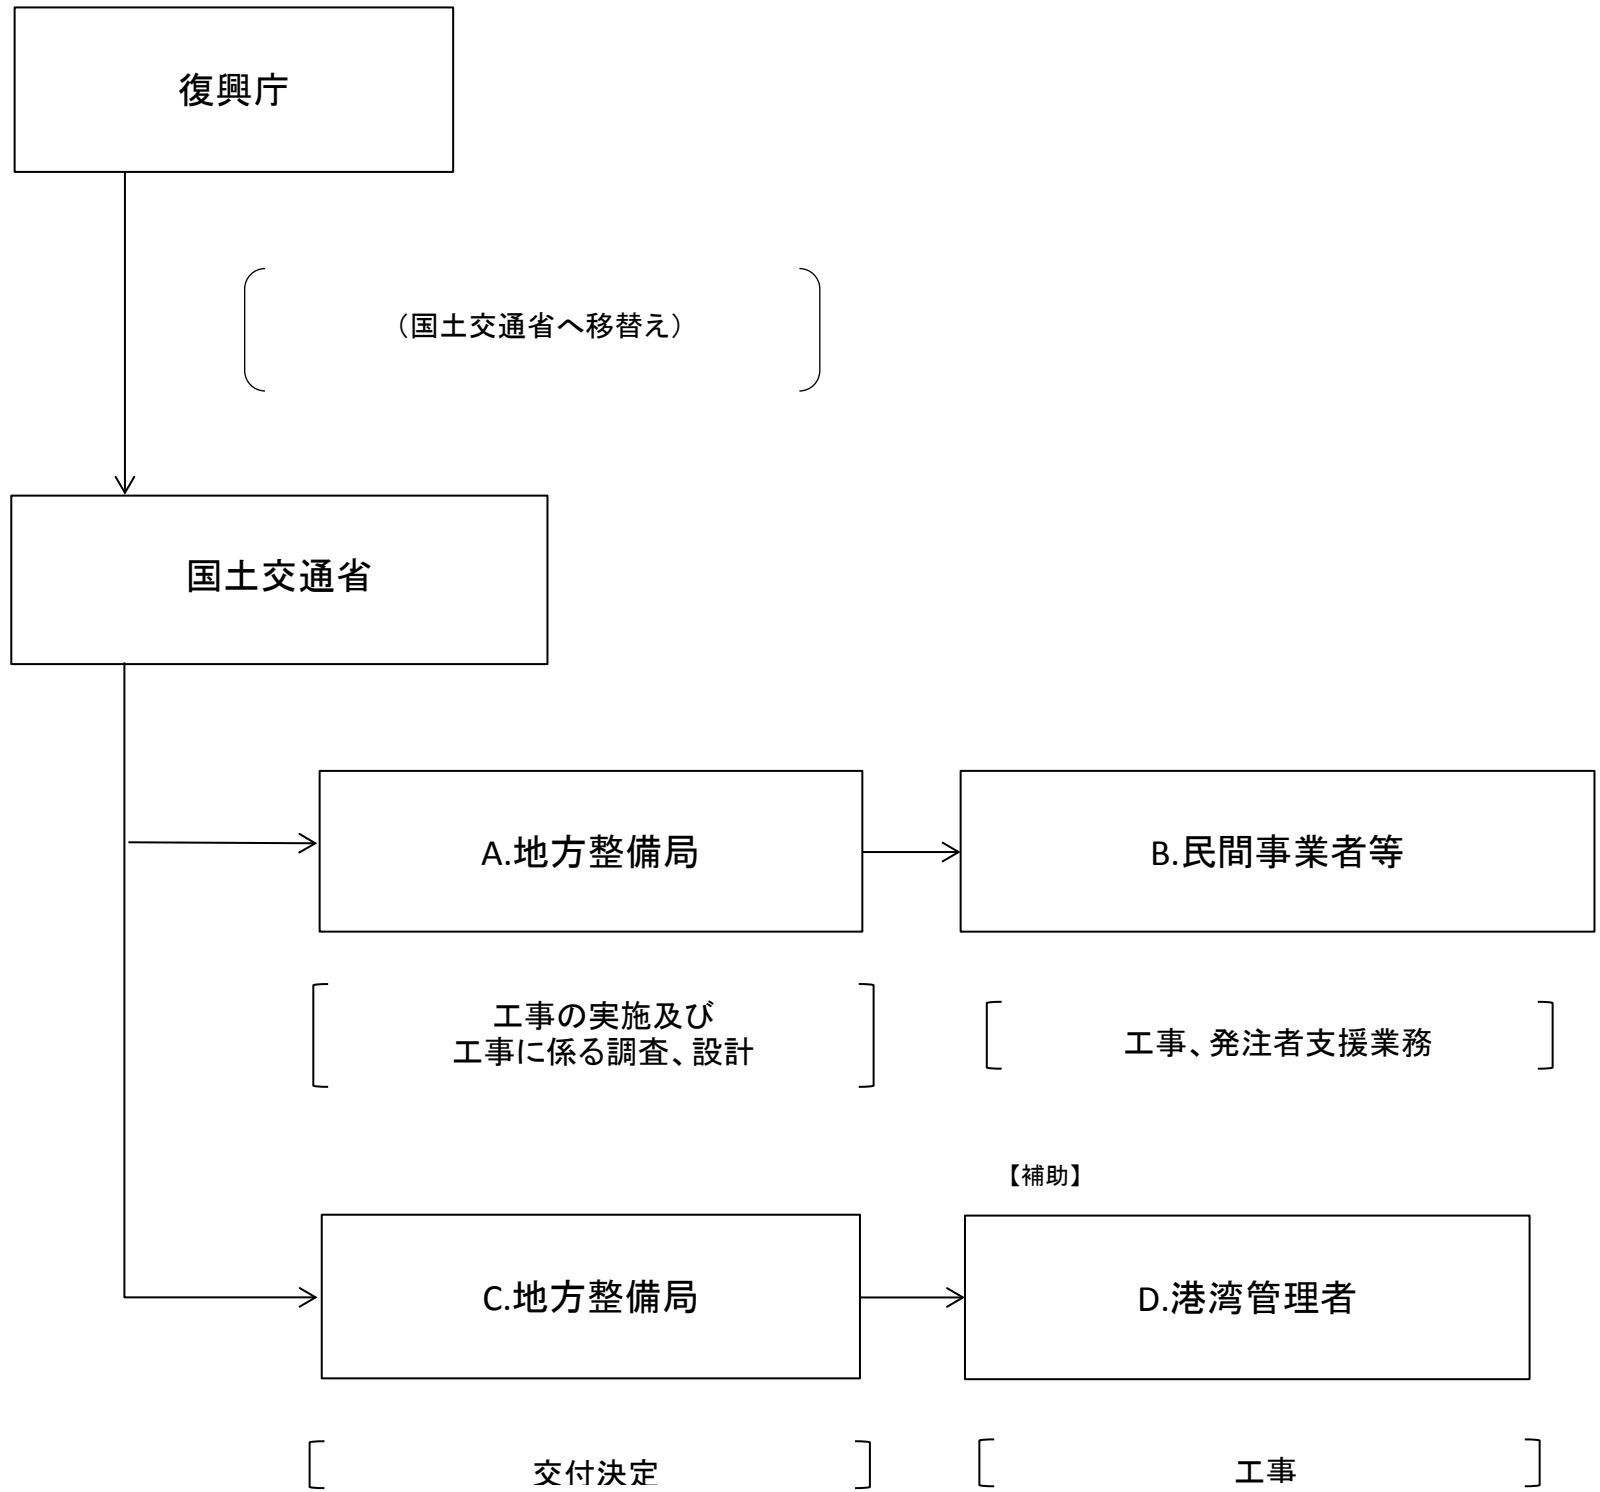 復興庁
（国土交通省へ移替え）
国土交通省
A.地方整備局
B.民間事業者等
工事の実施及び
工事に係る調査、設計
工事、発注者支援業務
【補助】
C.地方整備局
D.港湾管理者
交付決定
工事